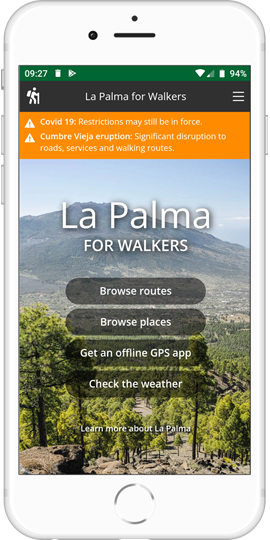 09:27
94%
La Palma for Walkers
Covid 19: Restrictions may still be in force.
Cumbre Vieja eruption: Significant disruption to
roads, services and walking routes.
La Palma
FOR WALKERS
Browse routes
Browse places
Get an offline GPS app
Check the weather
Learn more about La Palma